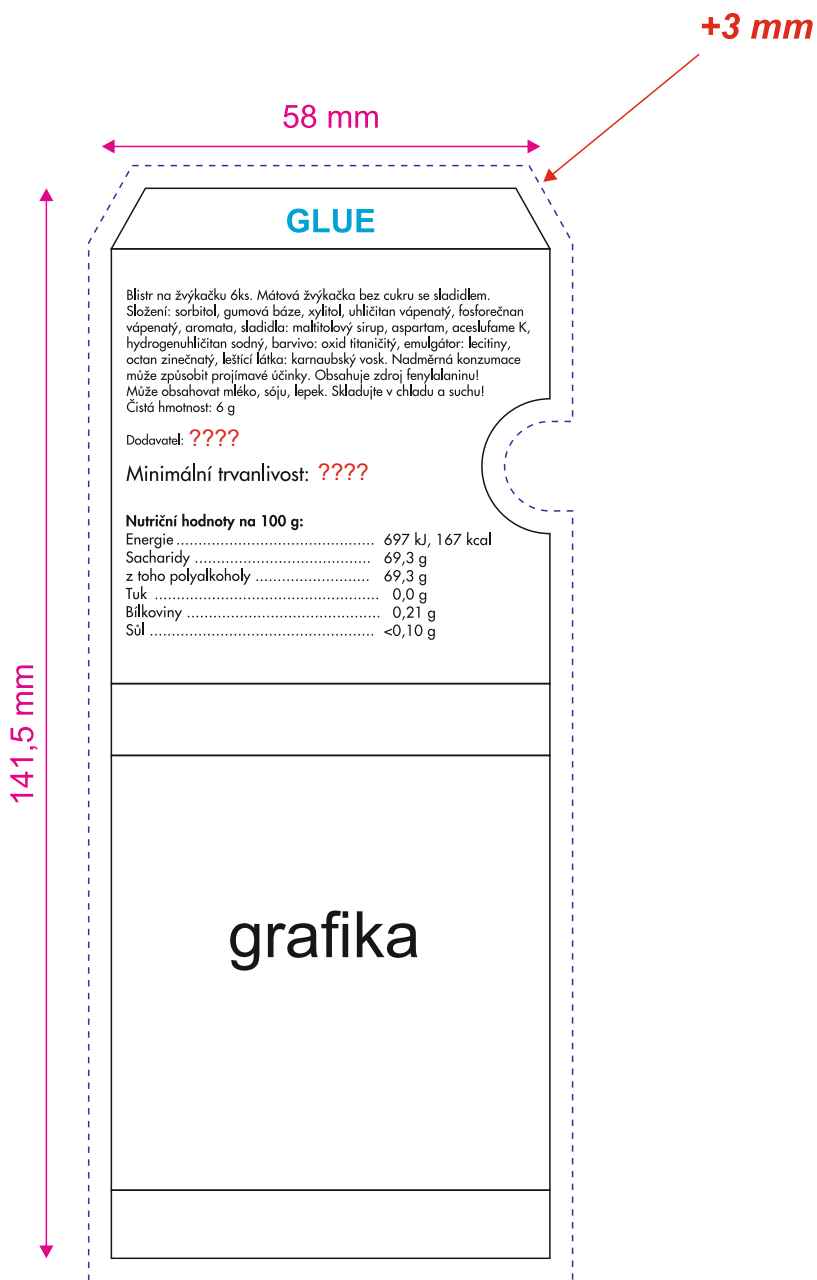 +3 mm
58 mm
GLUE
Blistr na žvýkačku 6ks. Mátová žvýkačka bez cukru se sladidlem.
Složení: sorbitol, gumová báze, xylitol, uhličitan vápenatý, fosforečnan
vápenatý, aromata, sladidla: maltitolový sirup, aspartam, aceslufame K,
hydrogenuhličitan sodný, barvivo: oxid titaničitý, emulgátor: lecitiny,
octan zinečnatý, leštící látka: karnaubský vosk. Nadměrná konzumace
může způsobit projímavé účinky. Obsahuje zdroj fenylalaninu!
Může obsahovat mléko, sóju, lepek. Skladujte v chladu a suchu!
Čistá hmotnost: 6 g
Dodavatel: ????
Minimální trvanlivost: ????
Nutriční hodnoty na 100 g:
Energie ............................................. 697 kJ, 167 kcal
Sacharidy ........................................ 69,3 g
z toho polyalkoholy .......................... 69,3 g
Tuk ................................................... 0,0 g
Bílkoviny ............................................ 0,21 g
Sůl ................................................... <0,10 g
141,5 mm
grafika